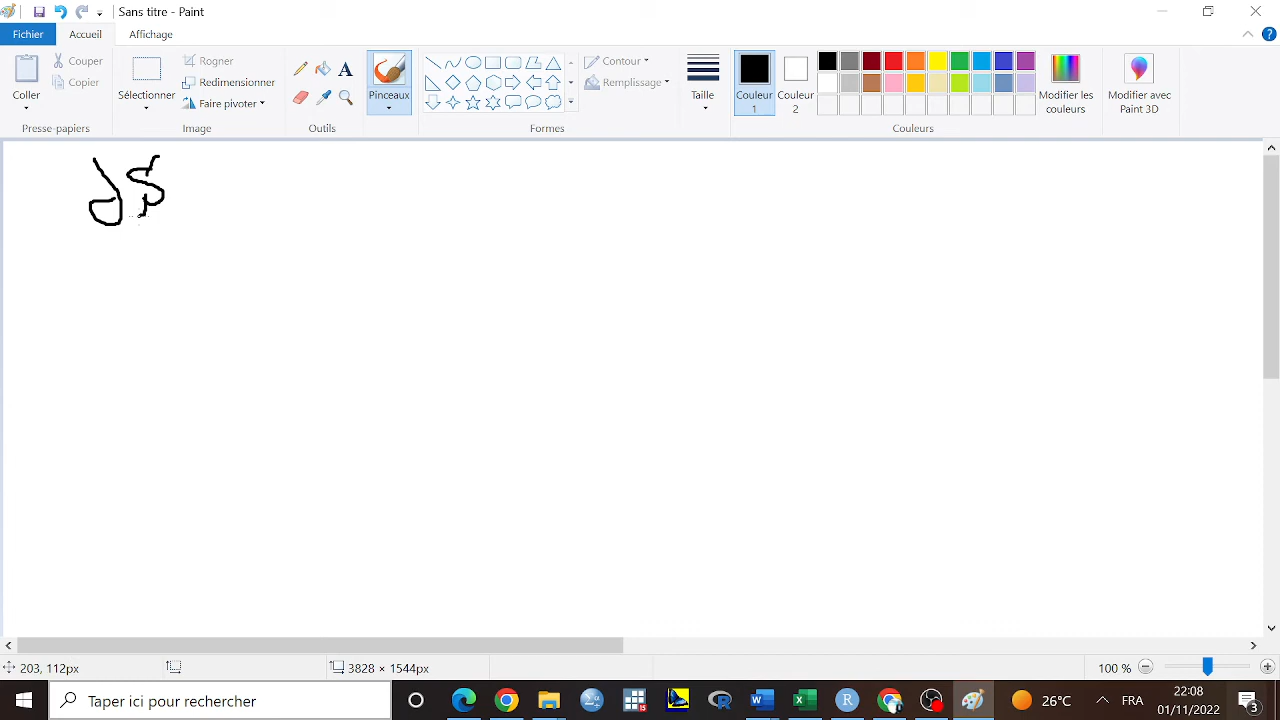 Sans titre - Paint
Fichier Accueil Affichage
Coller
Couper
Copier
Presse-papiers
Sélectionner
Rogner
Redimensionner
Faire pivoter
Image
A
Outils
Pinceaux
Contour
Remplissage
Formes
Taille
Couleur 1
Couleur 2
Couleurs
Modifier les couleurs
Modifier avec Paint 3D
203, 112px
3828 × 1544px
100 %
Taper ici pour rechercher
26°C
FRA
22:08
01/11/2022
3